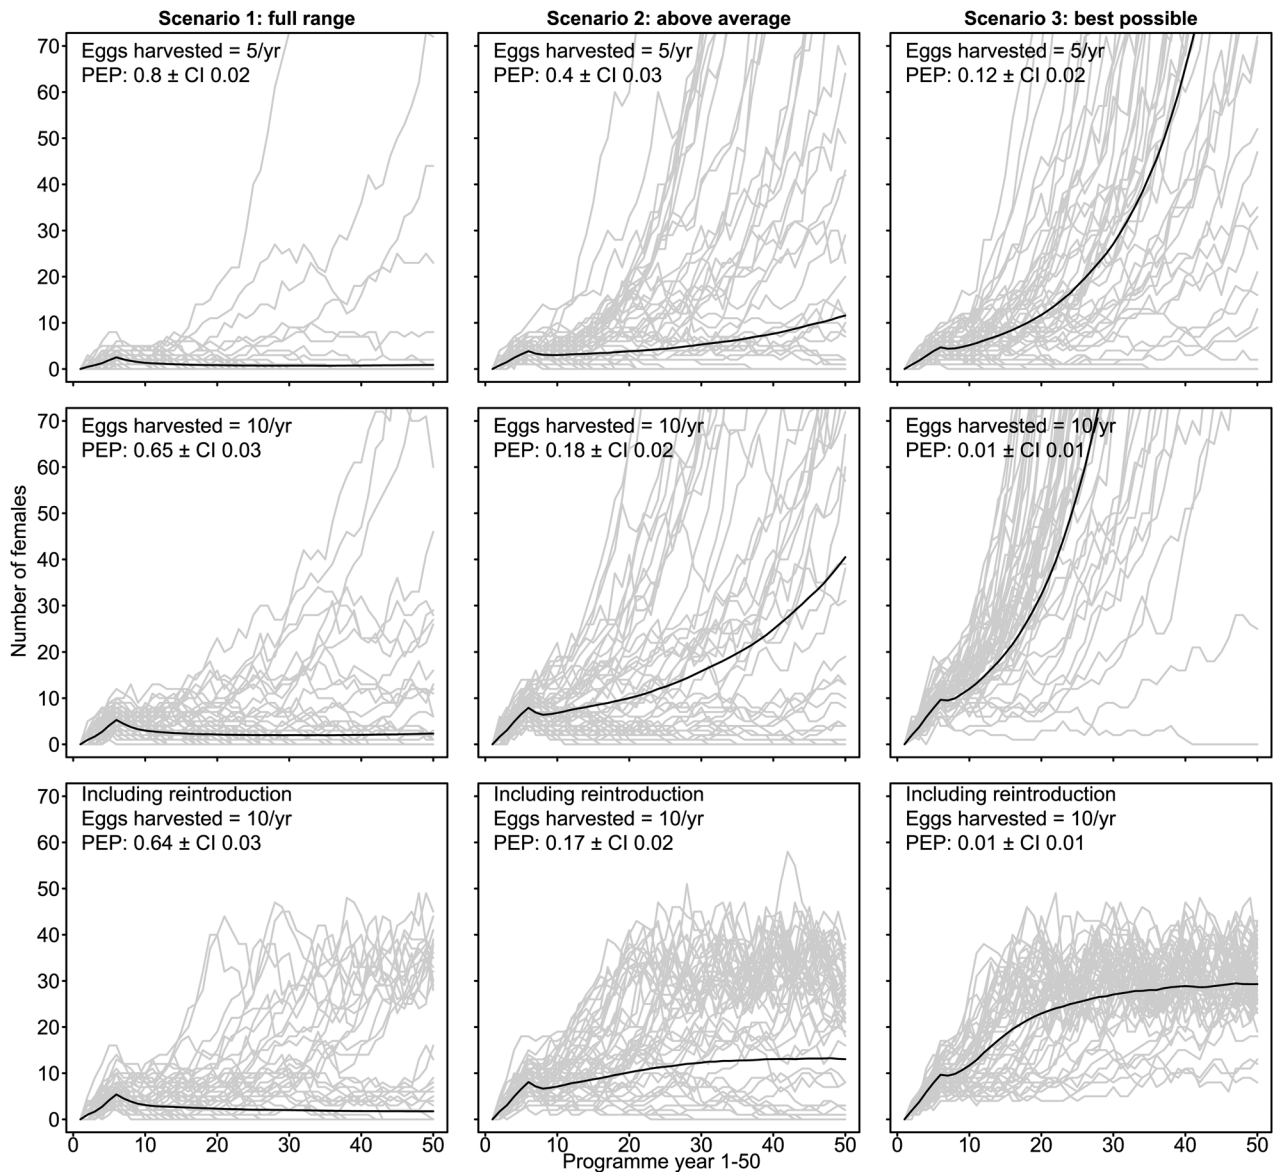 Scenario 1: full range
Scenario 2: above average
Scenario 3: best possible
70
60
50
40
30
20
10
0
Eggs harvested = 5/yr
PEP: 0.8 ± CI 0.02
Eggs harvested = 5/yr
PEP: 0.4 ± CI 0.03
Eggs harvested = 5/yr
PEP: 0.12 ± CI 0.02
Number of females
70
60
50
40
30
20
10
0
Eggs harvested = 10/yr
PEP: 0.65 ± CI 0.03
Eggs harvested = 10/yr
PEP: 0.18 ± CI 0.02
Eggs harvested = 10/yr
PEP: 0.01 ± CI 0.01
70
60
50
40
30
20
10
0
Including reintroduction
Eggs harvested = 10/yr
PEP: 0.64 ± CI 0.03
Including reintroduction
Eggs harvested = 10/yr
PEP: 0.17 ± CI 0.02
Including reintroduction
Eggs harvested = 10/yr
PEP: 0.01 ± CI 0.01
0 10 20 30 40 50
0 10 20 30 40 50
0 10 20 30 40 50
Programme year 1-50